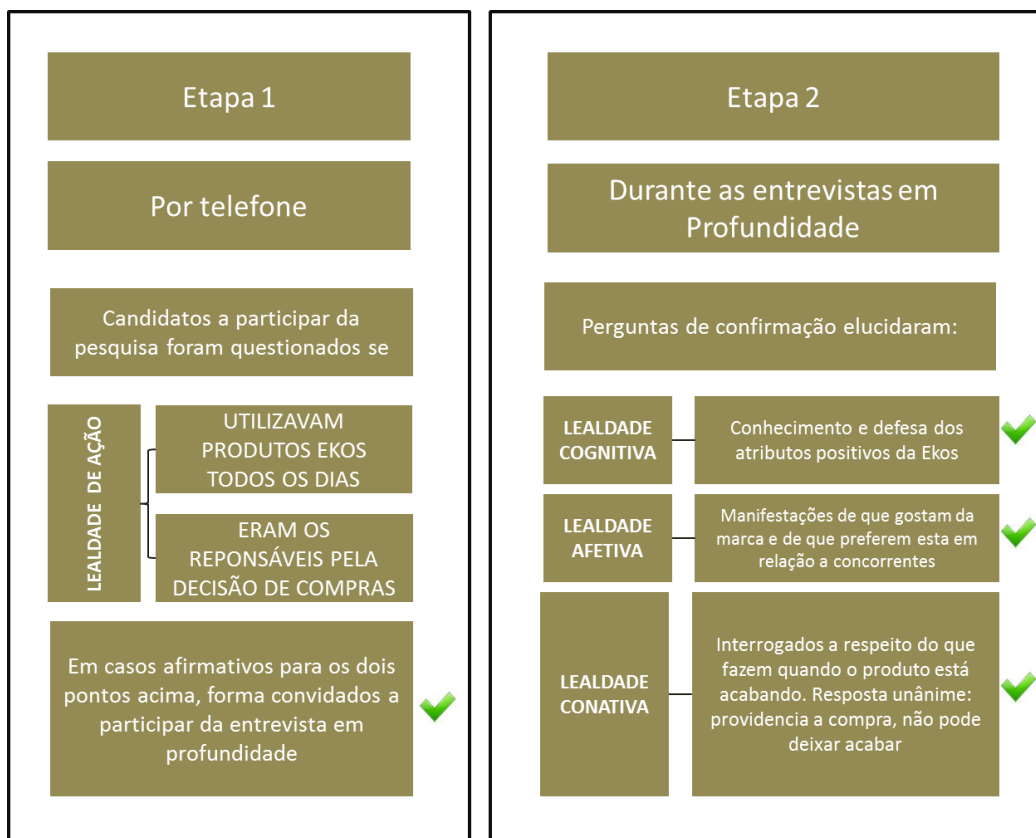 Etapa 1
Por telefone
Candidatos a participar da
pesquisa foram questionados se
LEALDADE DE AÇÃO
UTILIZAVAM
PRODUTOS EKOS
TODOS OS DIAS
ERAM OS
REPONSÁVEIS PELA
DECISÃO DE COMPRAS
Em casos afirmativos para os dois
pontos acima, forma convidados a
participar da entrevista em
profundidade
Etapa 2
Durante as entrevistas em
Profundidade
Perguntas de confirmação elucidaram:
LEALDADE
COGNITIVA
Conhecimento e defesa dos
atributos positivos da Ekos
LEALDADE
AFETIVA
Manifestações de que gostam da
marca e de que preferem esta em
relação a concorrentes
LEALDADE
CONATIVA
Interrogados a respeito do que
fazem quando o produto está
acabando. Resposta unânime:
providencia a compra, não pode
deixar acabar